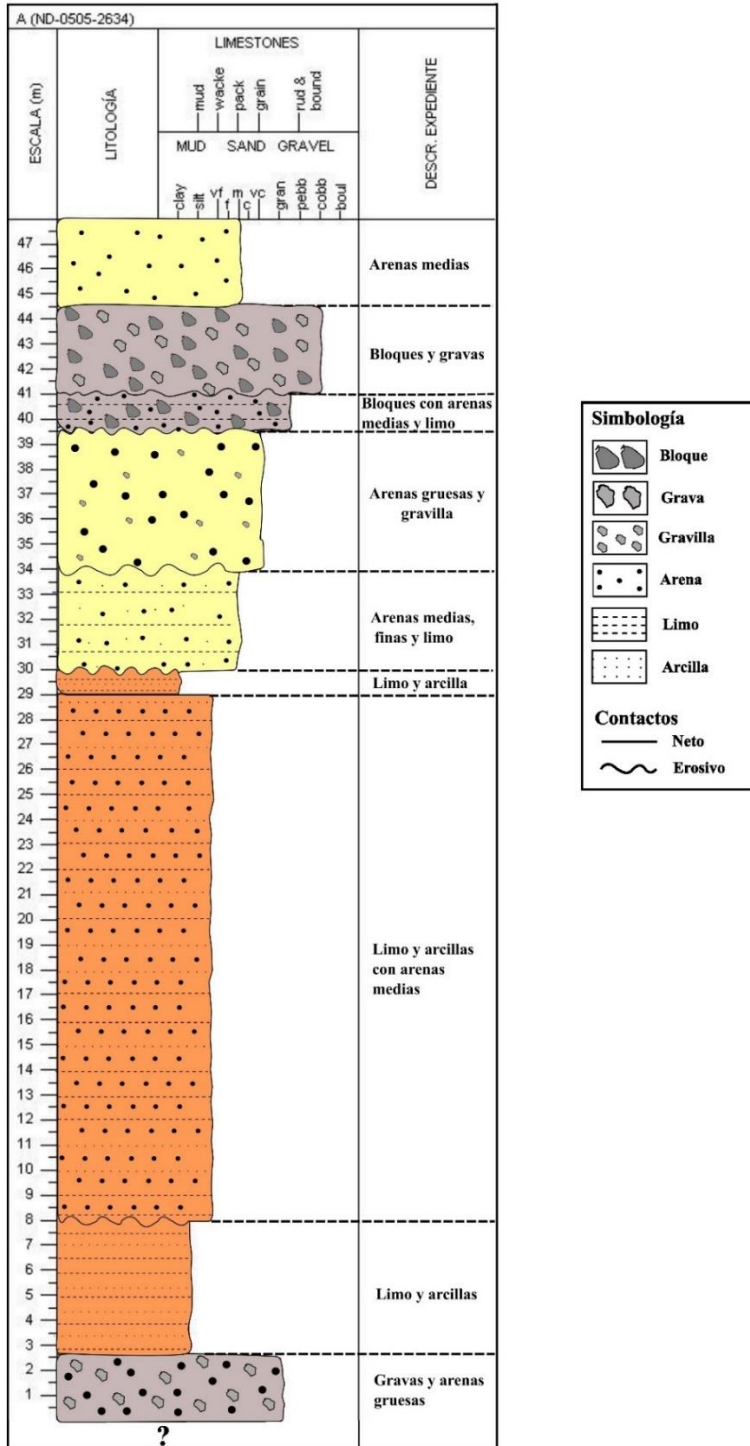 A (ND-0505-2634)
ESCALA (m)
LITOLOGÍA
LIMESTONES
mud
wacke
pack
grain
rud &
bound
MUD SAND GRAVEL
clay
silt
vf
f
m
c
vc
gran
pebb
cobb
boul
DESCR. EXPEDIENTE
47
46
45
Arenas medias
44
43
42
41
Bloques y gravas
40
Bloques con arenas
medias y limo
39
38
37
36
35
34
Arenas gruesas y
gravilla
33
32
31
30
Arenas medias,
finas y limo
29
Limo y arcilla
28
27
26
25
24
23
22
21
20
19
18
17
16
15
14
13
12
11
10
9
8
Limo y arcillas
con arenas
medias
7
6
5
4
3
Limo y arcillas
2
1
Gravas y arenas
gruesas
?
Simbología
Bloque
Grava
Gravilla
Arena
Limo
Arcilla
Contactos
Neto
Erosivo